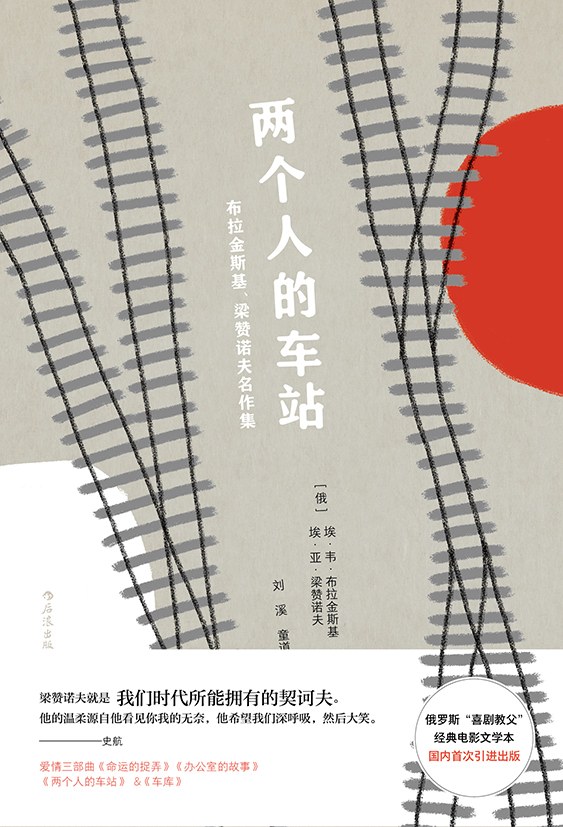 两个人的车站
布拉金斯基、梁赞诺夫名作集
[俄]
埃·韦·布拉金斯基
埃·亚·梁赞诺夫
刘溪 童道
后浪出版
梁赞诺夫就是 我们时代所能拥有的契诃夫。
他的温柔源自他看见你我的无奈，他希望我们深呼吸，然后大笑。
————史航
爱情三部曲《命运的捉弄》《办公室的故事》
《两个人的车站》 &《车库》
俄罗斯“喜剧教父”
经典电影文学本
国内首次引进出版